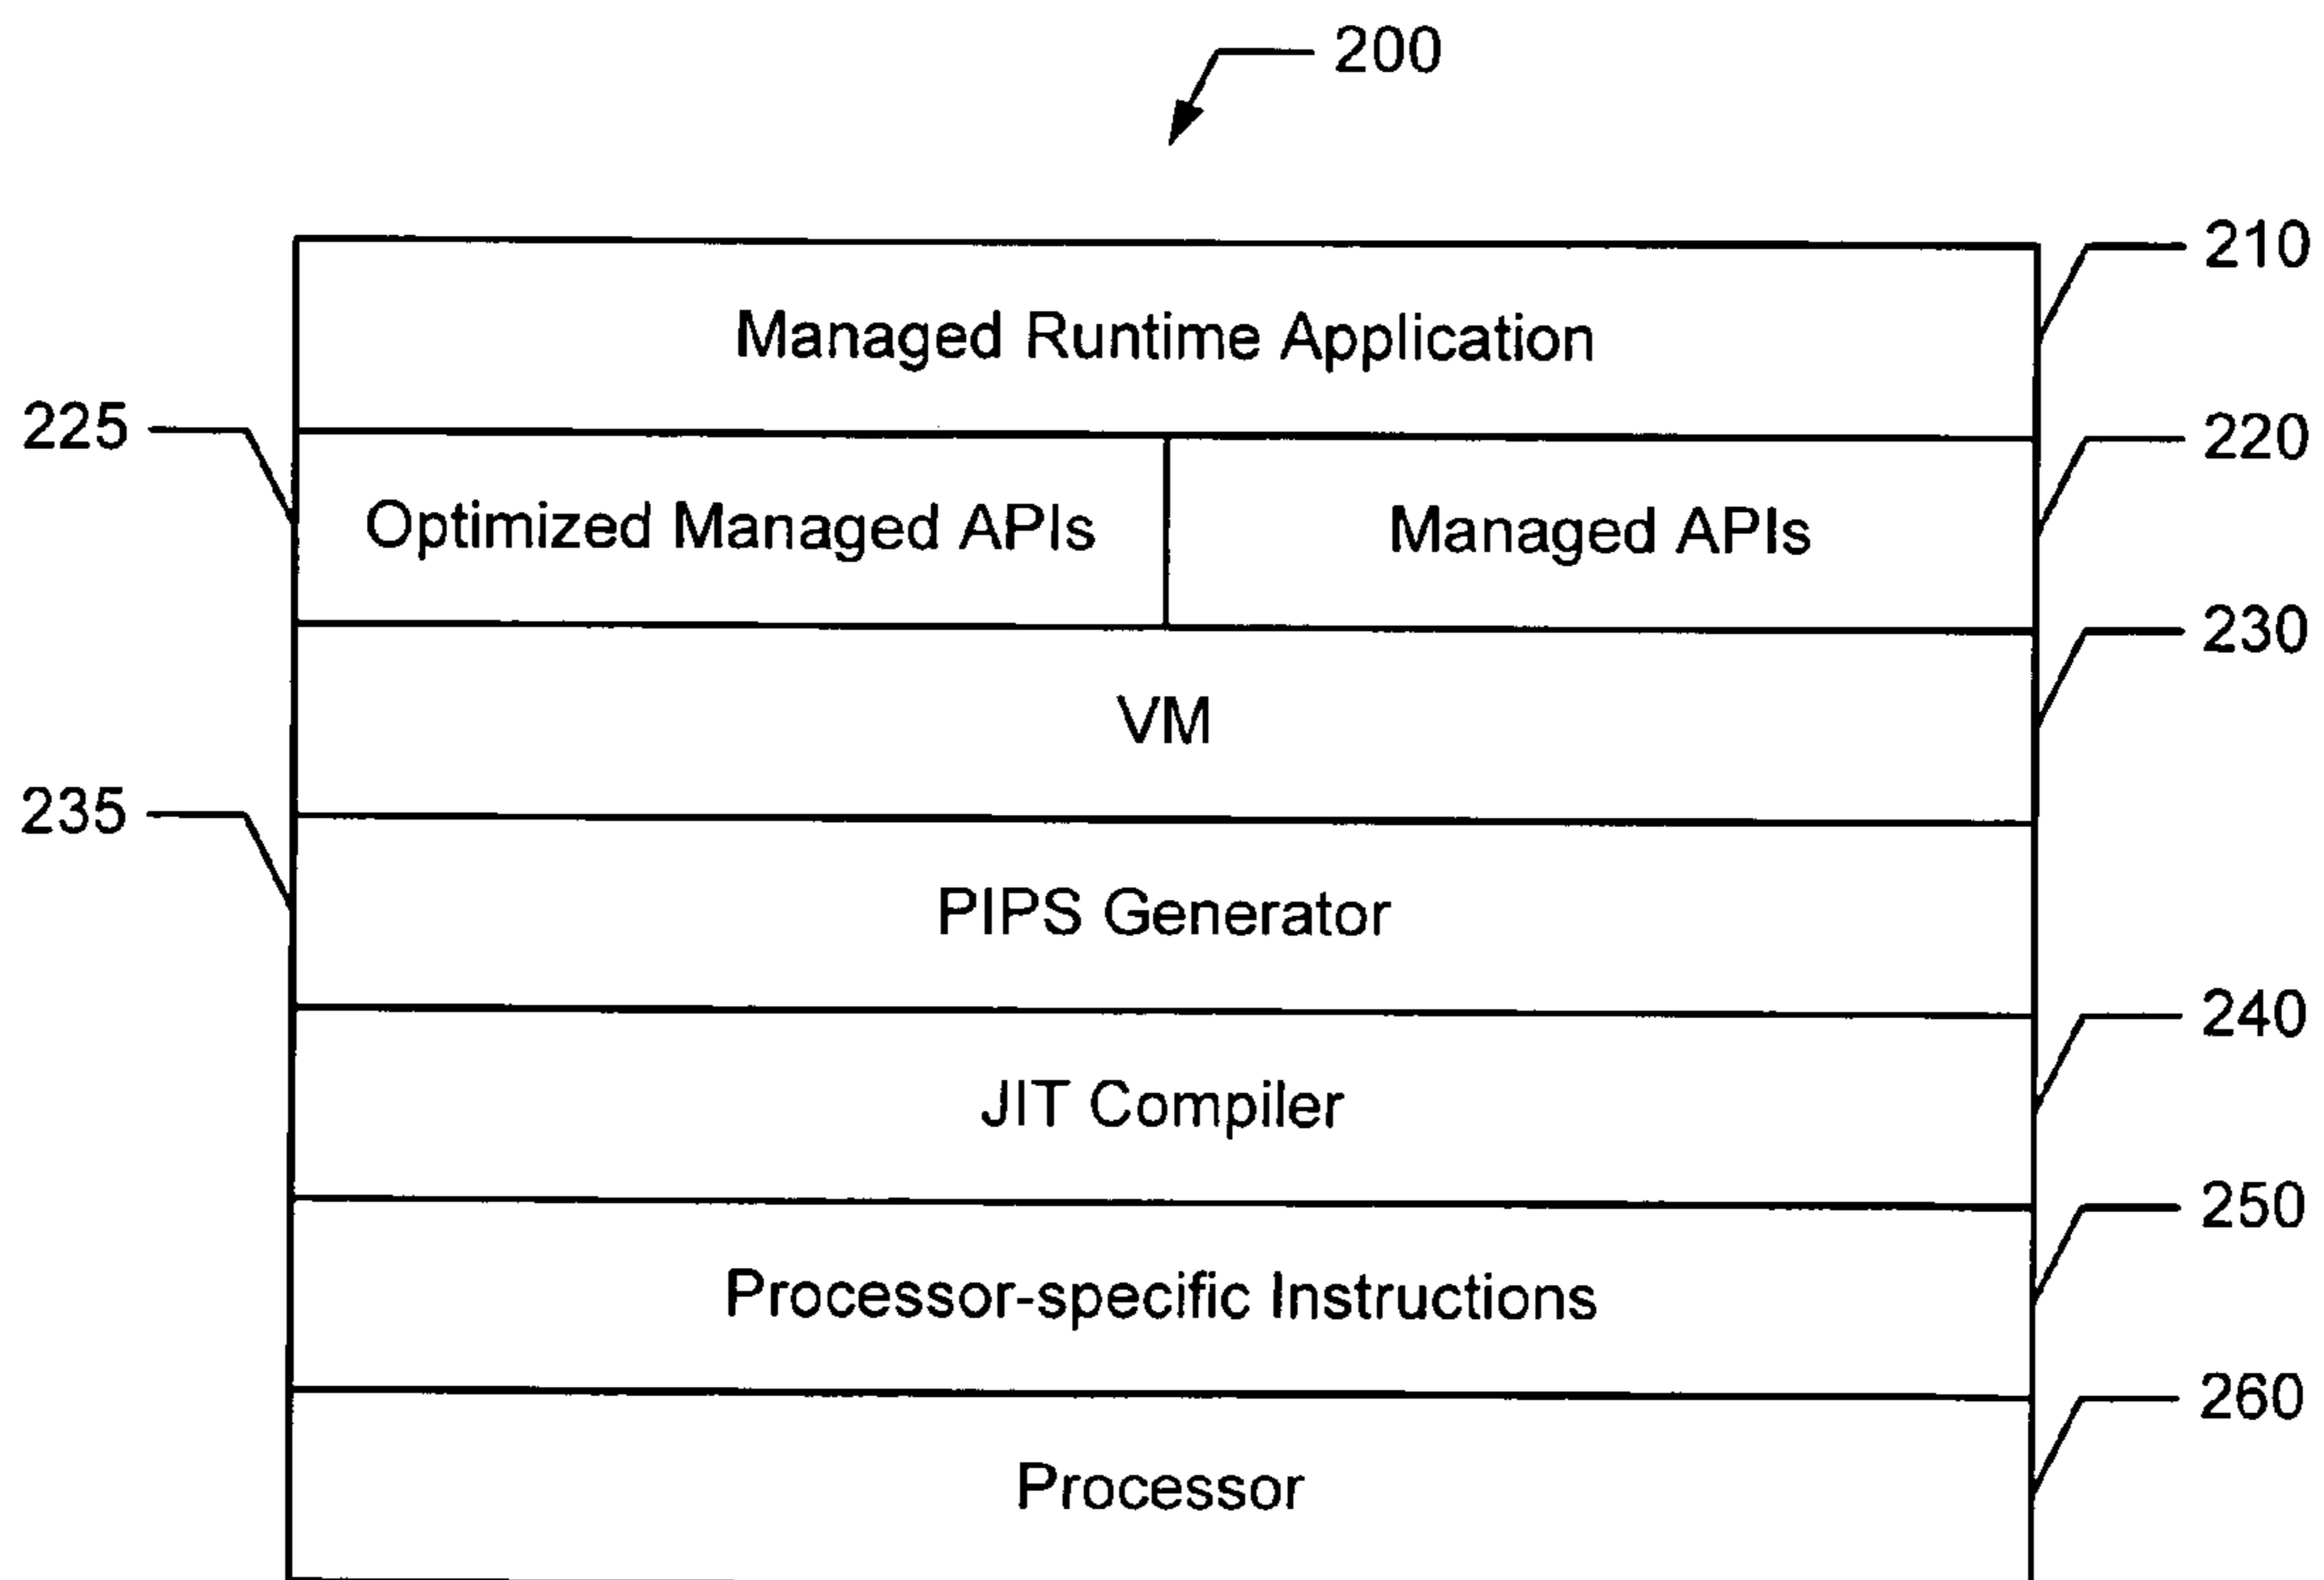 200
210
Managed Runtime Application
225
220
Optimized Managed APIs
Managed APIs
230
VM
235
PIPS Generator
240
JIT Compiler
250
Processor-specific Instructions
260
Processor